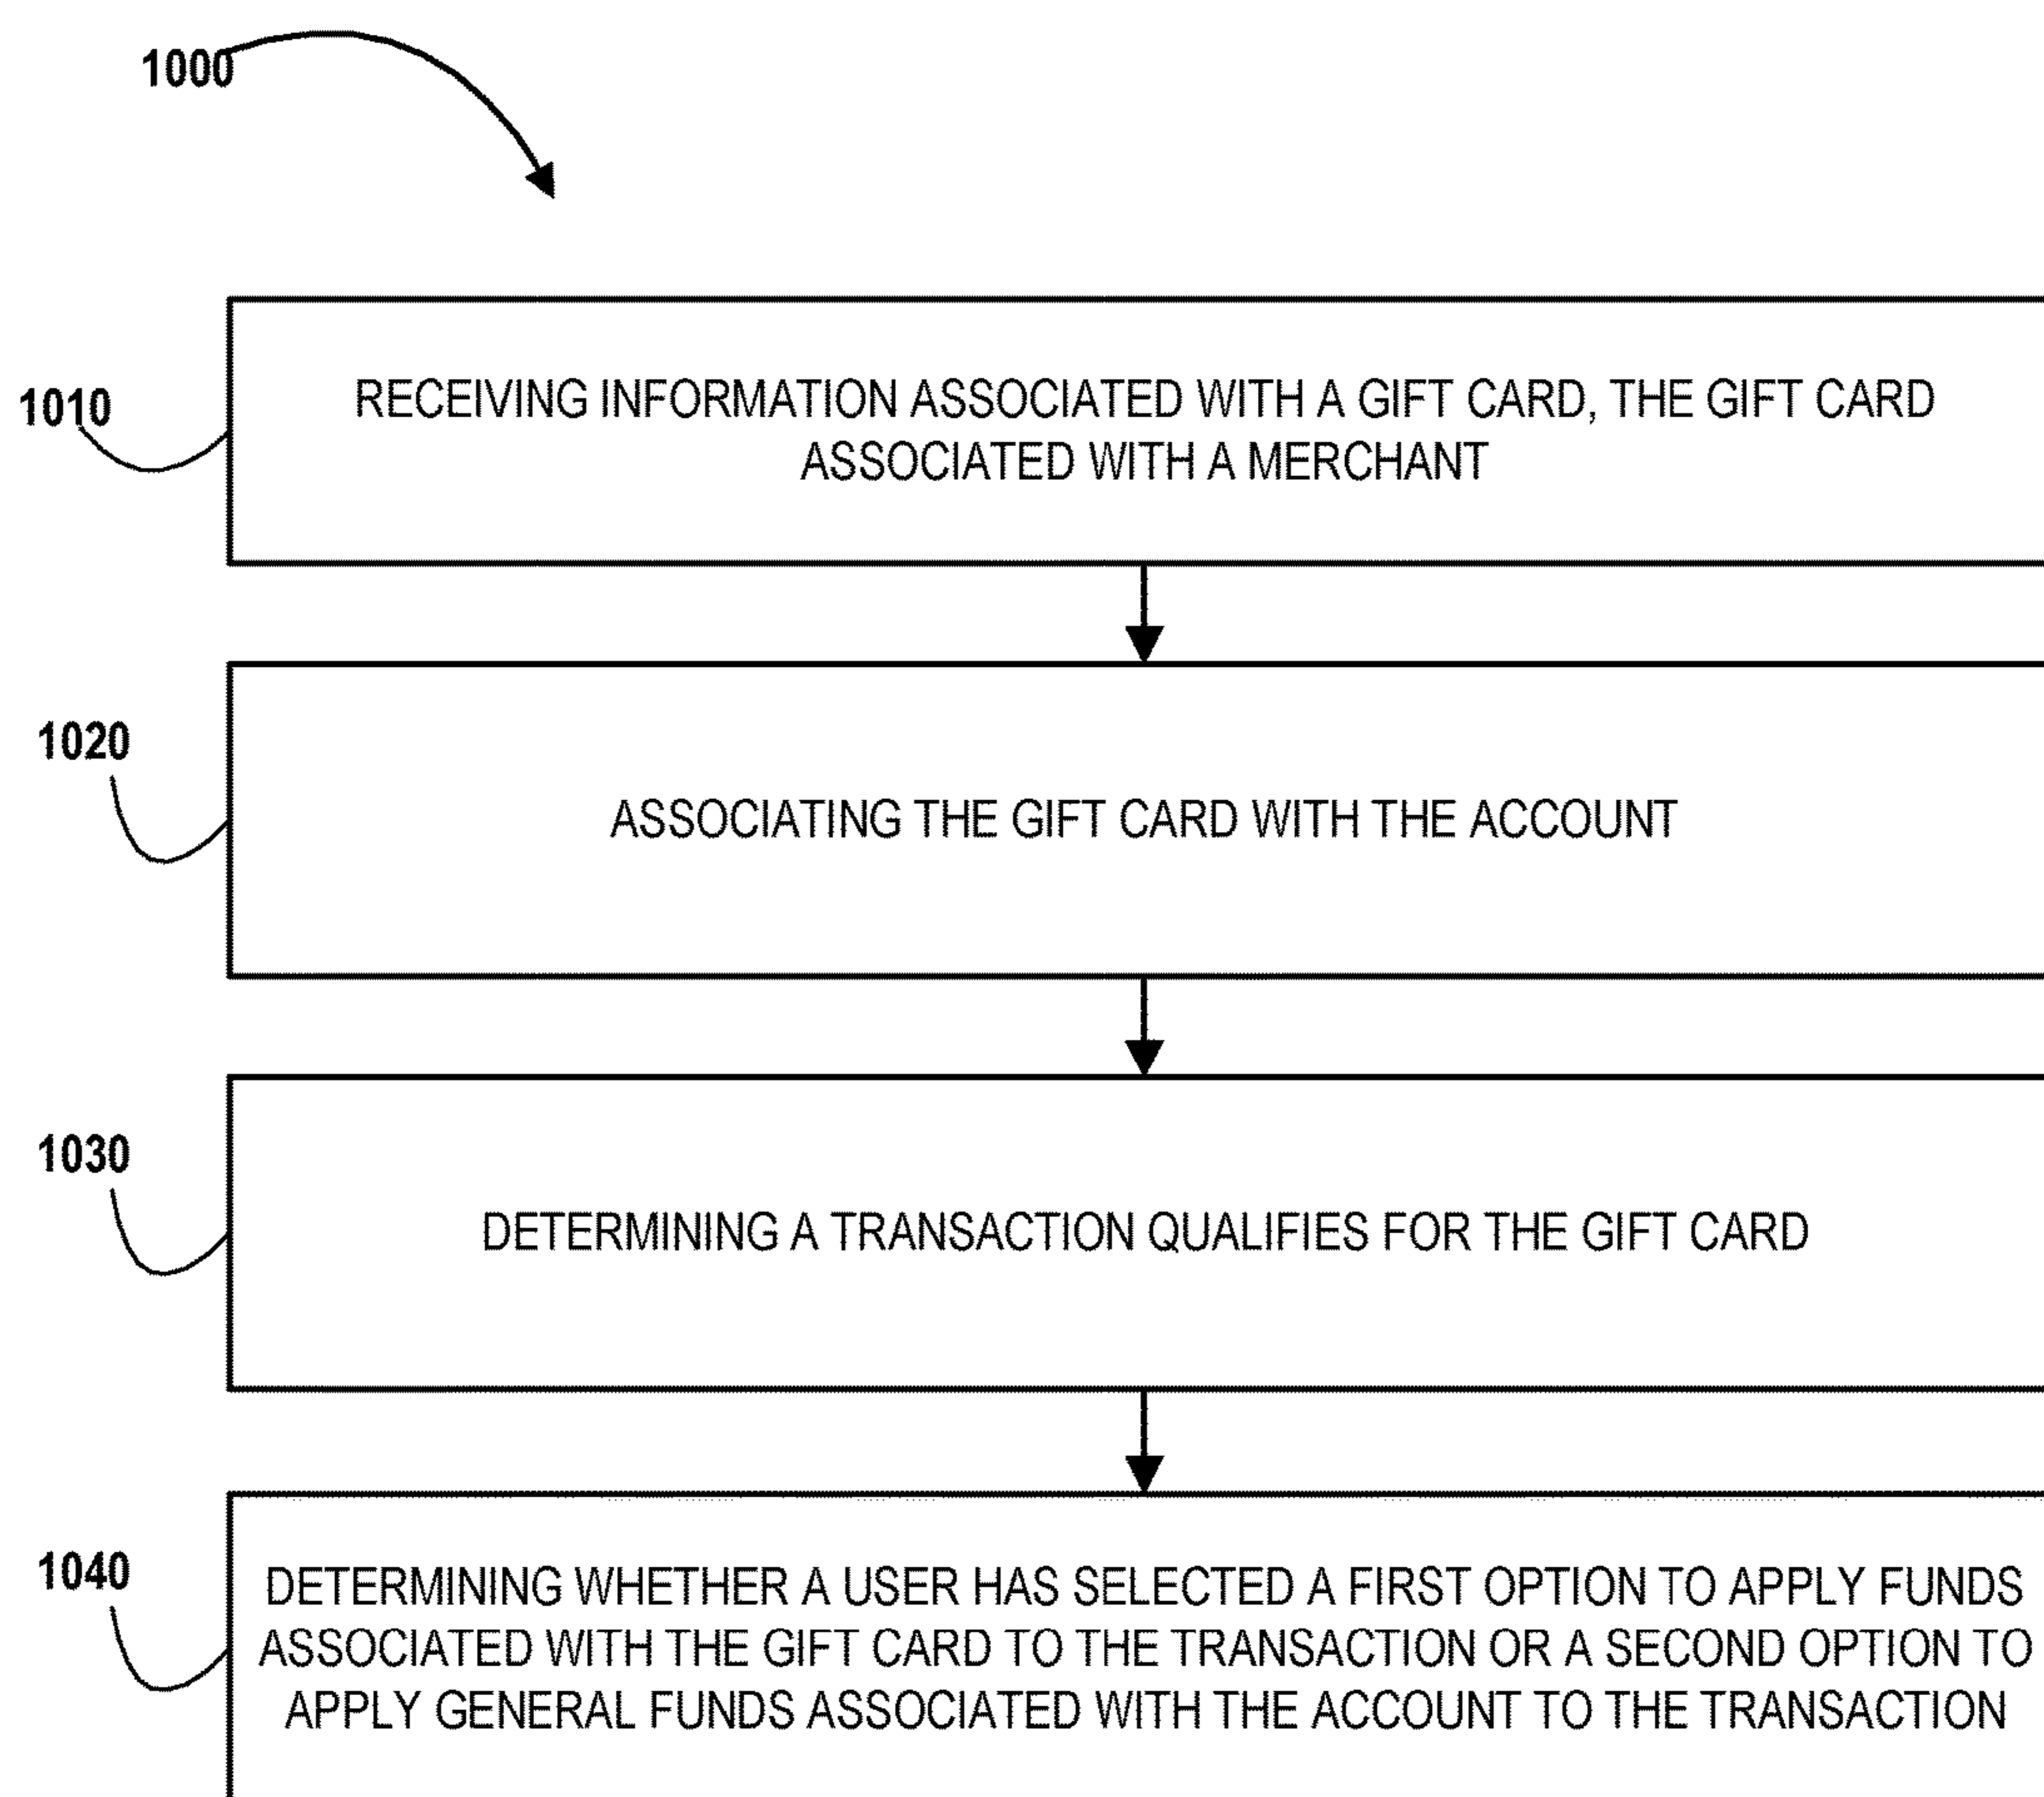 1000
1010
RECEIVING INFORMATION ASSOCIATED WITH A GIFT CARD, THE GIFT CARD
ASSOCIATED WITH A MERCHANT
1020
ASSOCIATING THE GIFT CARD WITH THE ACCOUNT
1030
DETERMINING A TRANSACTION QUALIFIES FOR THE GIFT CARD
1040
DETERMINING WHETHER A USER HAS SELECTED A FIRST OPTION TO APPLY FUNDS
ASSOCIATED WITH THE GIFT CARD TO THE TRANSACTION OR A SECOND OPTION TO
APPLY GENERAL FUNDS ASSOCIATED WITH THE ACCOUNT TO THE TRANSACTION